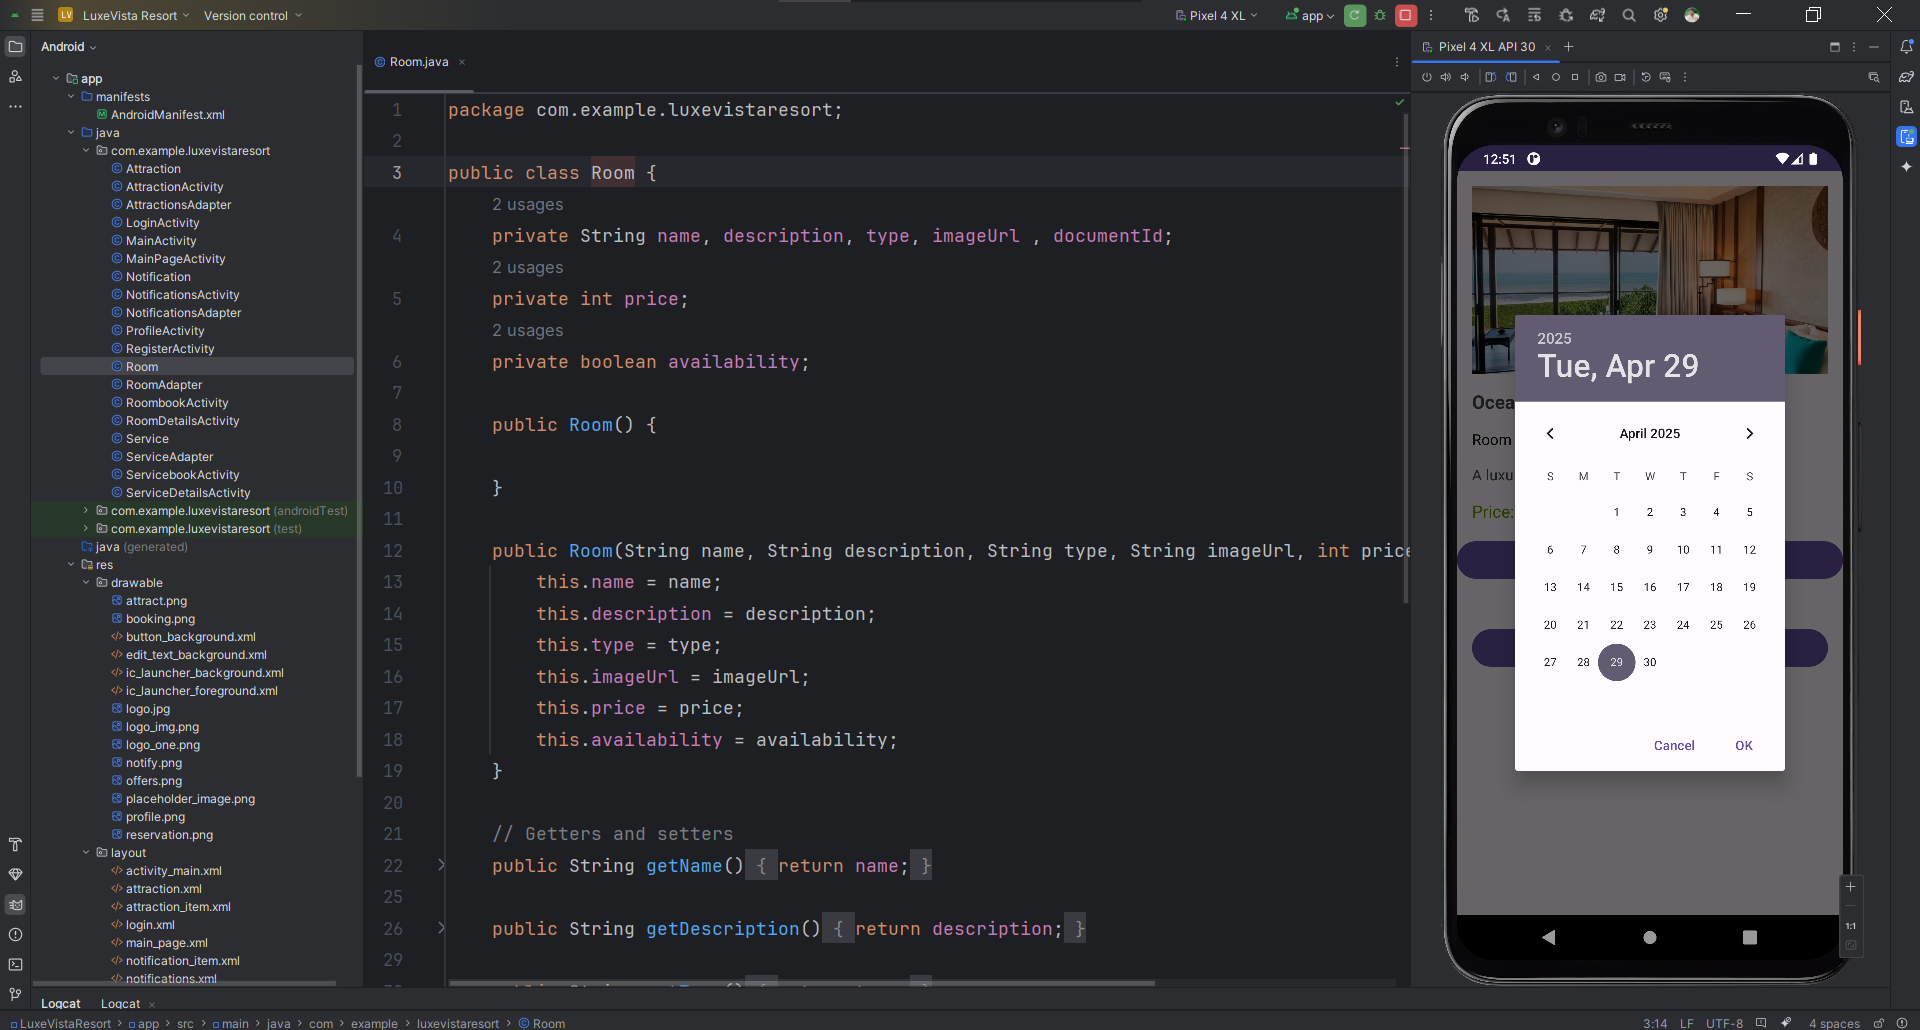 LV LuxeVista Resort Version control Pixel 4 XL app
Android
app
manifests
AndroidManifest.xml
java
com.example.luxevistaresort
Attraction
AttractionActivity
AttractionsAdapter
LoginActivity
MainActivity
MainPageActivity
Notification
NotificationsActivity
NotificationsAdapter
ProfileActivity
RegisterActivity
Room
RoomAdapter
RoombookActivity
RoomDetailsActivity
Service
ServiceAdapter
ServicebookActivity
ServiceDetailsActivity
com.example.luxevistaresort (androidTest)
com.example.luxevistaresort (test)
java (generated)
res
drawable
attract.png
booking.png
button_background.xml
edit_text_background.xml
ic_launcher_background.xml
ic_launcher_foreground.xml
logo.jpg
logo_img.png
logo_one.png
notify.png
offers.png
placeholder_image.png
profile.png
reservation.png
layout
activity_main.xml
attraction.xml
attraction_item.xml
login.xml
main_page.xml
notification_item.xml
notifications.xml
Room.java
1 package com.example.luxevistaresort;
2
3 public class Room {
2 usages
4 private String name, description, type, imageUrl , documentId;
2 usages
5 private int price;
2 usages
6 private boolean availability;
7
8 public Room() {
9
10 }
11
12 public Room(String name, String description, String type, String imageUrl, int price
13 this.name = name;
14 this.description = description;
15 this.type = type;
16 this.imageUrl = imageUrl;
17 this.price = price;
18 this.availability = availability;
19 }
20
21 // Getters and setters
22 public String getName() { return name; }
25
26 public String getDescription() { return description; }
29
Pixel 4 XL API 30
12:51
Ocea
Room
A luxu
Price:
2025
Tue, Apr 29
April 2025
S M T W T F S
1 2 3 4 5
6 7 8 9 10 11 12
13 14 15 16 17 18 19
20 21 22 23 24 25 26
27 28 29 30
Cancel OK
1:1
Logcat Logcat
LuxeVistaResort app src main java com example luxevistaresort Room
3:14 LF UTF-8 4 spaces